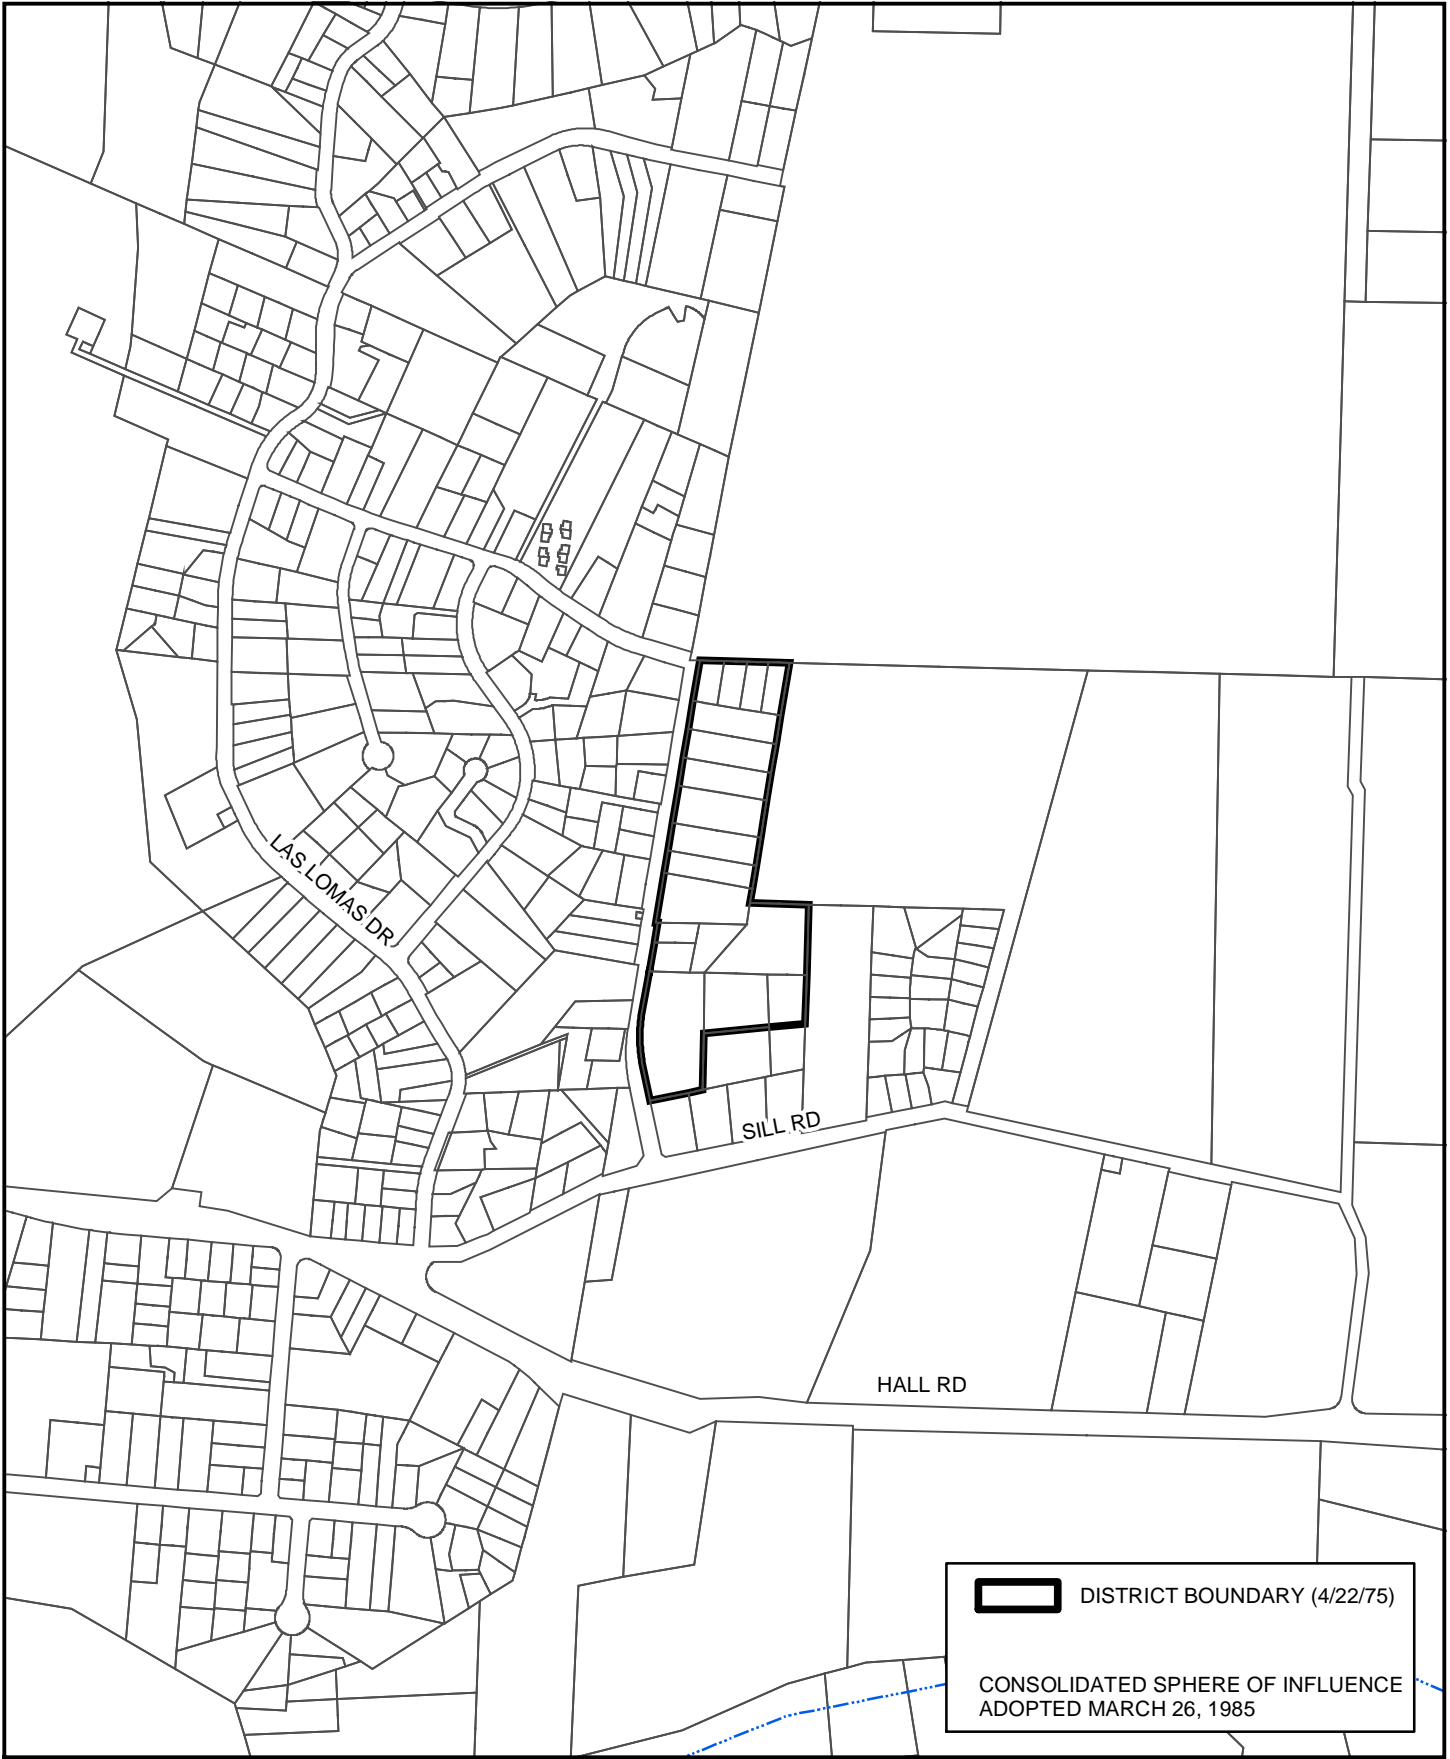 LAS LOMAS DR
SILL RD
HALL RD
DISTRICT BOUNDARY (4/22/75)
CONSOLIDATED SPHERE OF INFLUENCE
ADOPTED MARCH 26, 1985